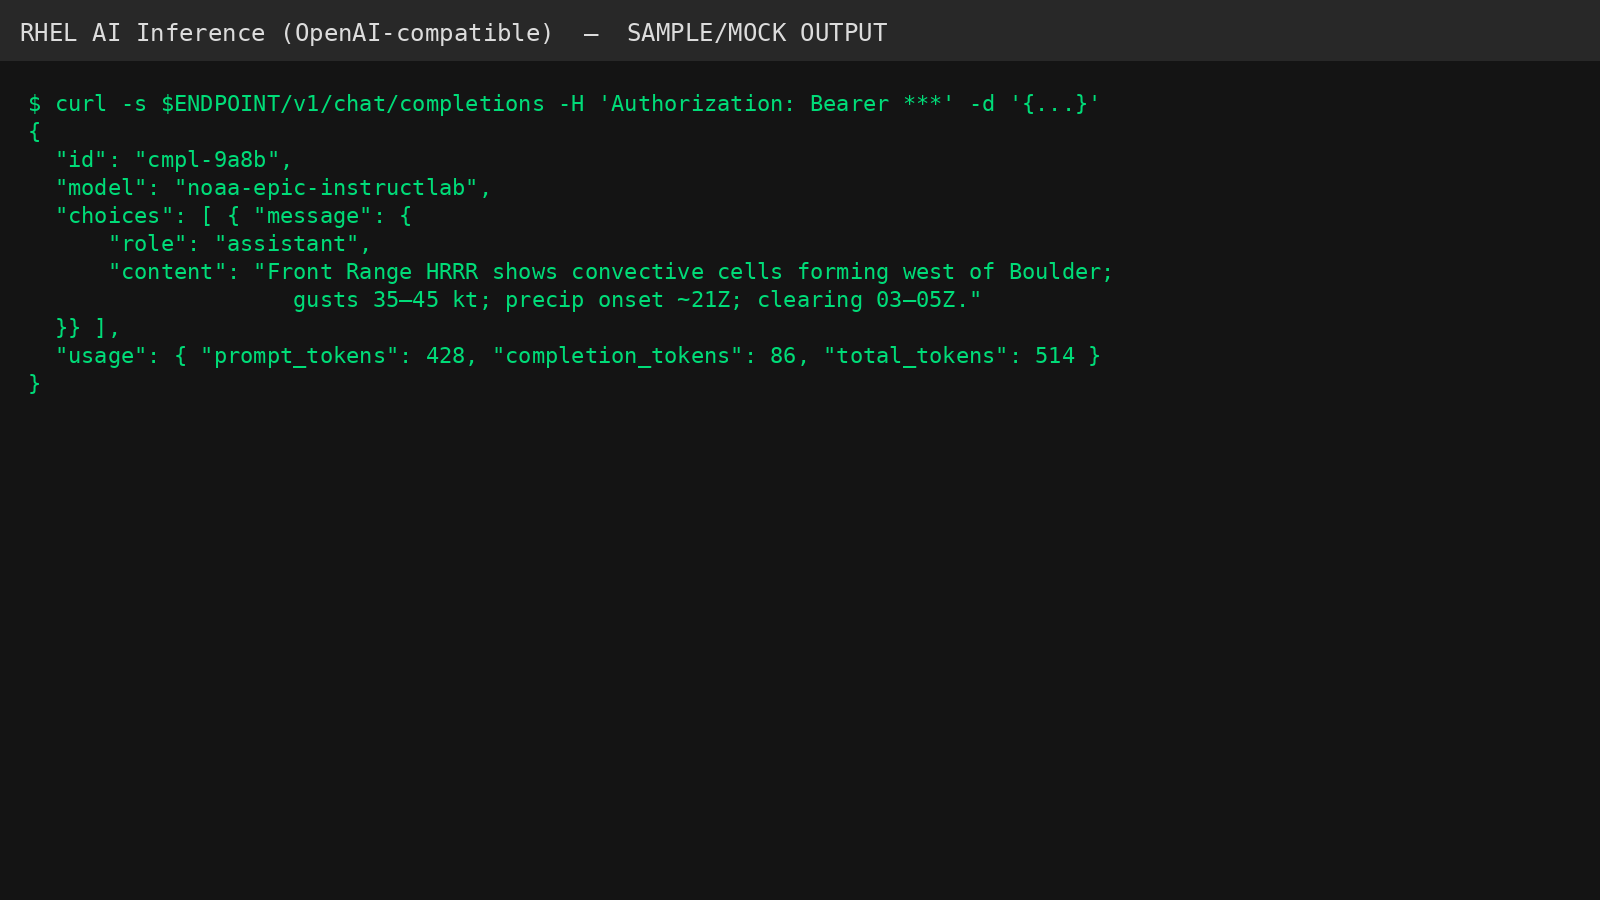 RHEL AI Inference (OpenAI-compatible)  —  SAMPLE/MOCK OUTPUT
$ curl -s $ENDPOINT/v1/chat/completions -H 'Authorization: Bearer ***' -d '{...}'
{
  "id": "cmpl-9a8b",
  "model": "noaa-epic-instructlab",
  "choices": [ { "message": {
      "role": "assistant",
      "content": "Front Range HRRR shows convective cells forming west of Boulder;
                    gusts 35–45 kt; precip onset ~21Z; clearing 03–05Z."
  }} ],
  "usage": { "prompt_tokens": 428, "completion_tokens": 86, "total_tokens": 514 }
}